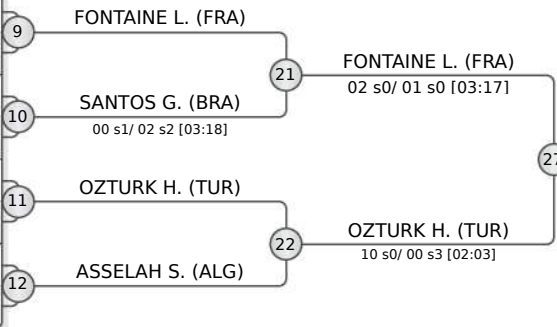 FONTAINE L. (FRA)
9
21
FONTAINE L. (FRA)
02 s0/ 01 s0 [03:17]
SANTOS G. (BRA)
10
00 s1/ 02 s2 [03:18]
27
OZTURK H. (TUR)
11
22
OZTURK H. (TUR)
10 s0/ 00 s3 [02:03]
ASSELAH S. (ALG)
12